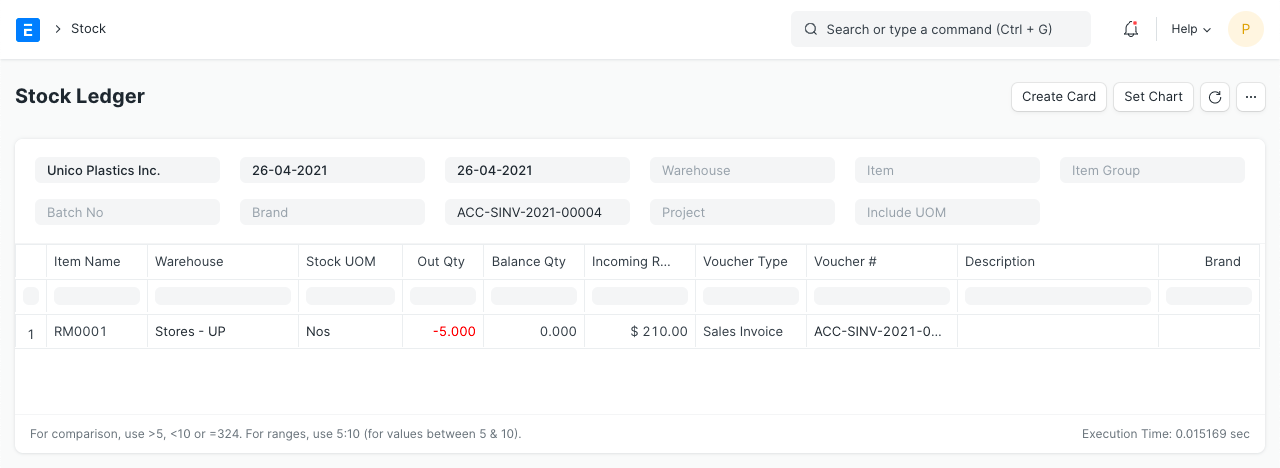 E > Stock Search or type a command (Ctrl + G) Help P
Stock Ledger Create Card Set Chart ...
Unico Plastics Inc. 26-04-2021 26-04-2021 Warehouse Item Item Group
Batch No Brand ACC-SINV-2021-00004 Project Include UOM
Item Name Warehouse Stock UOM Out Qty Balance Qty Incoming R... Voucher Type Voucher # Description Brand
1 RM0001 Stores - UP Nos -5.000 0.000 $ 210.00 Sales Invoice ACC-SINV-2021-0...
For comparison, use >5, <10 or =324. For ranges, use 5:10 (for values between 5 & 10). Execution Time: 0.015169 sec